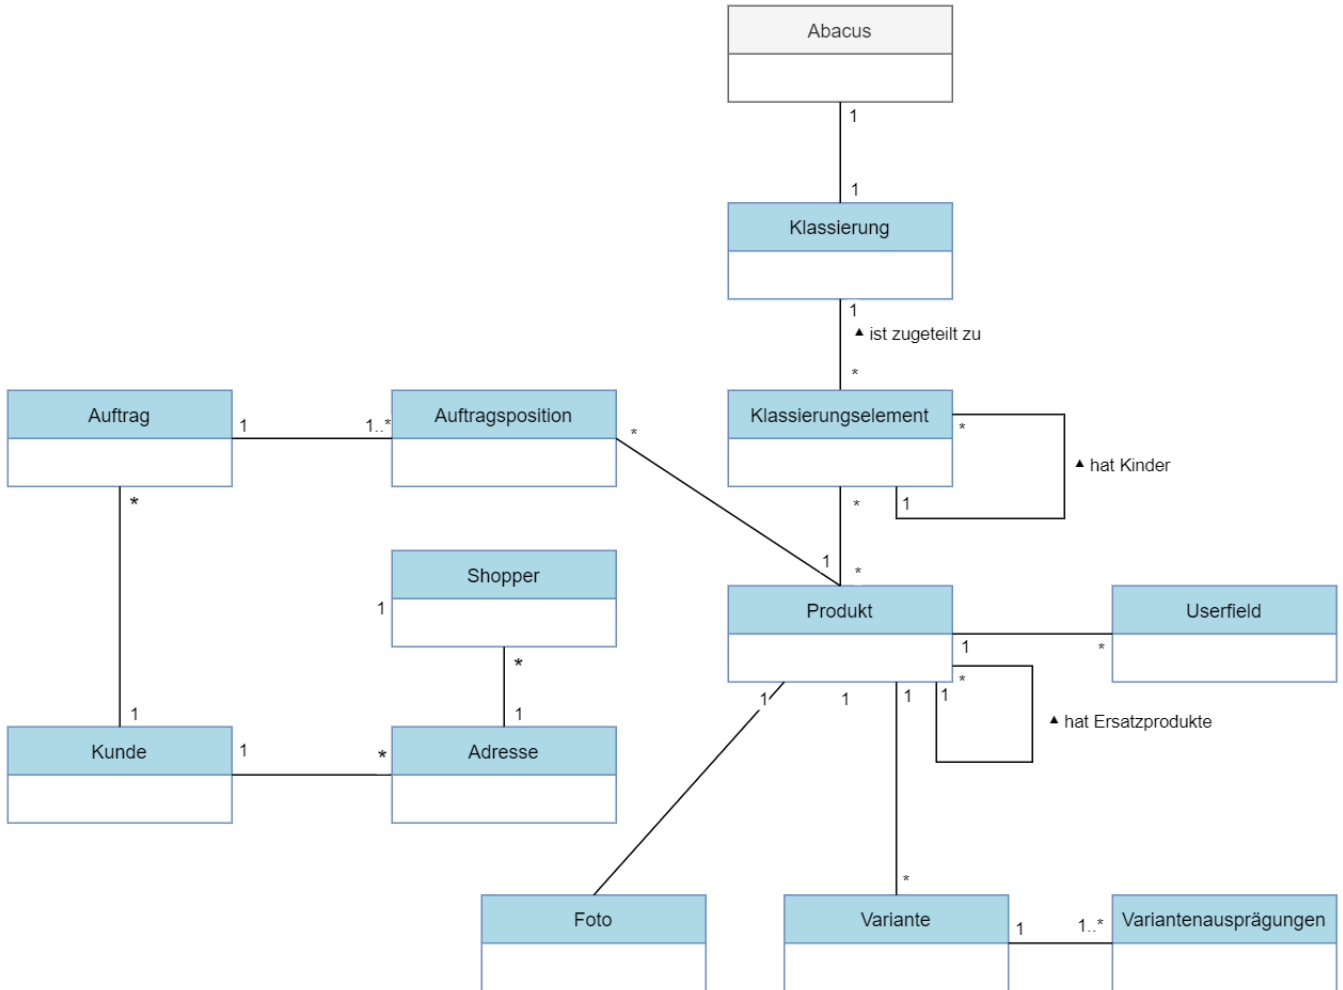 Abacus
1
1
Klassierung
1
▲ ist zugeteilt zu
*
Auftrag
1
1..*
Auftragsposition
*
Klassierungselement
*
▲ hat Kinder
*
1
*
1
*
Shopper
1
*
Produkt
1
*
Userfield
1
1
1
1
*
▲ hat Ersatzprodukte
1
1
Kunde
1
*
Adresse
*
Foto
Variante
1
1..*
Variantenausprägungen